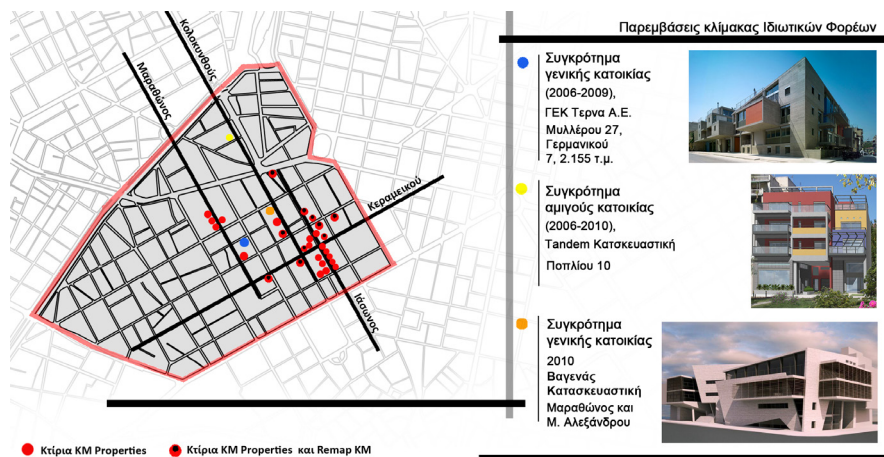 Παρεμβάσεις κλίμακας Ιδιωτικών Φορέων
Κολοκυνθούς
Μαραθώνος
Κεραμεικού
Ιάσωνος
Συγκρότημα
γενικής κατοικίας
(2006-2009),
ΓΕΚ Τερνα Α.Ε.
Μυλλέρου 27,
Γερμανικού
7, 2.155 τ.μ.
Συγκρότημα
αμιγούς κατοικίας
(2006-2010),
Tandem Κατσκευαστική
Ποπλίου 10
Συγκρότημα
γενικής κατοικίας
2010
Βαγενάς
Κατασκευαστική
Μαραθώνος και
Μ. Αλεξάνδρου
Κτίρια KM Properties
Κτίρια KM Properties και Remap KM